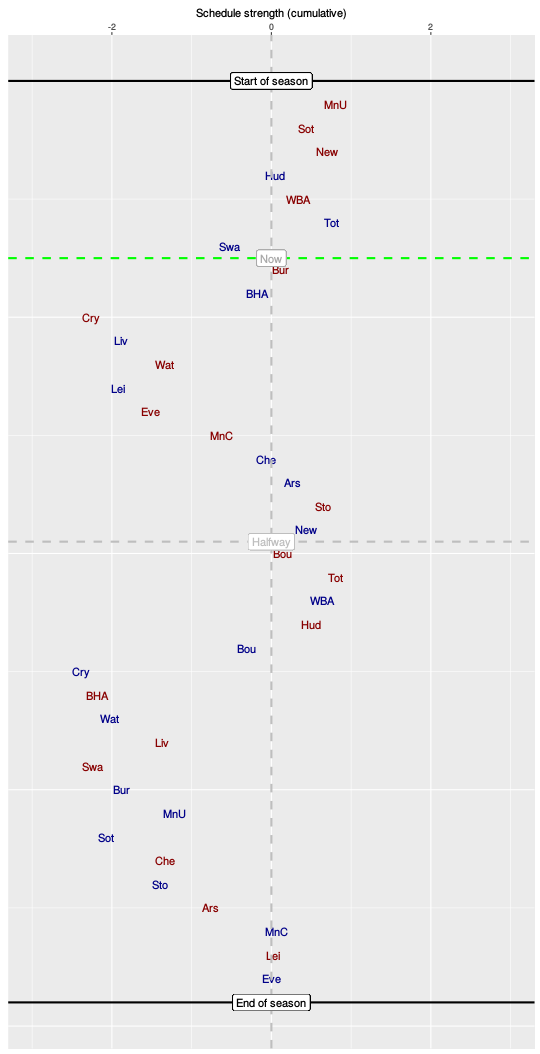 Schedule strength (cumulative)
-2 0 2
Start of season
MnU
Sot
New
Hud
WBA
Tot
Swa
Now
Bur
BHA
Cry
Liv
Wat
Lei
Eve
MnC
Che
Ars
Sto
New
Halfway
Bou
Tot
WBA
Hud
Bou
Cry
BHA
Wat
Liv
Swa
Bur
MnU
Sot
Che
Sto
Ars
MnC
Lei
Eve
End of season